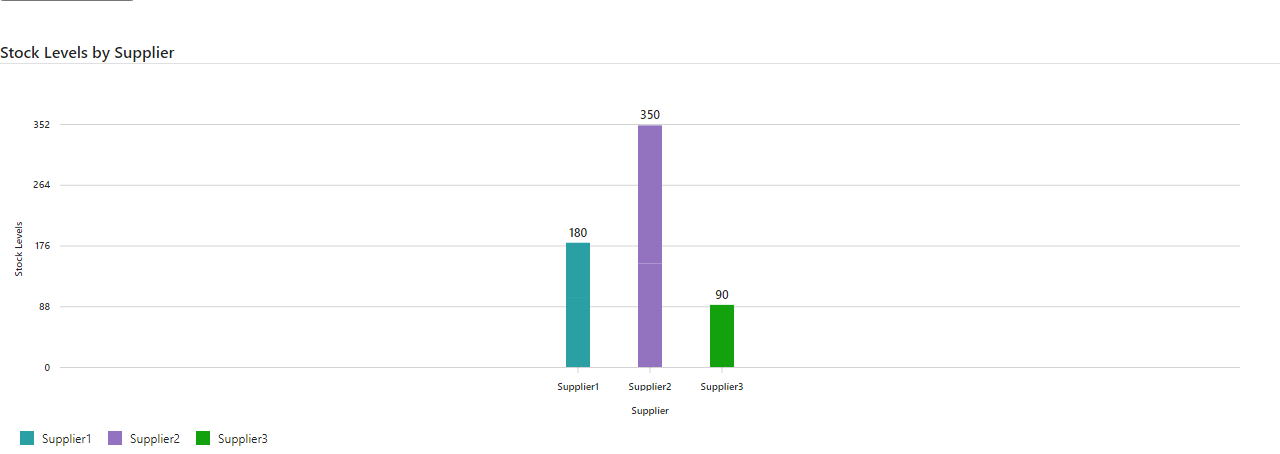 Stock Levels by Supplier
350
352
264
180
176
90
88
0
Stock Levels
Supplier1 Supplier2 Supplier3
Supplier
Supplier1 Supplier2 Supplier3